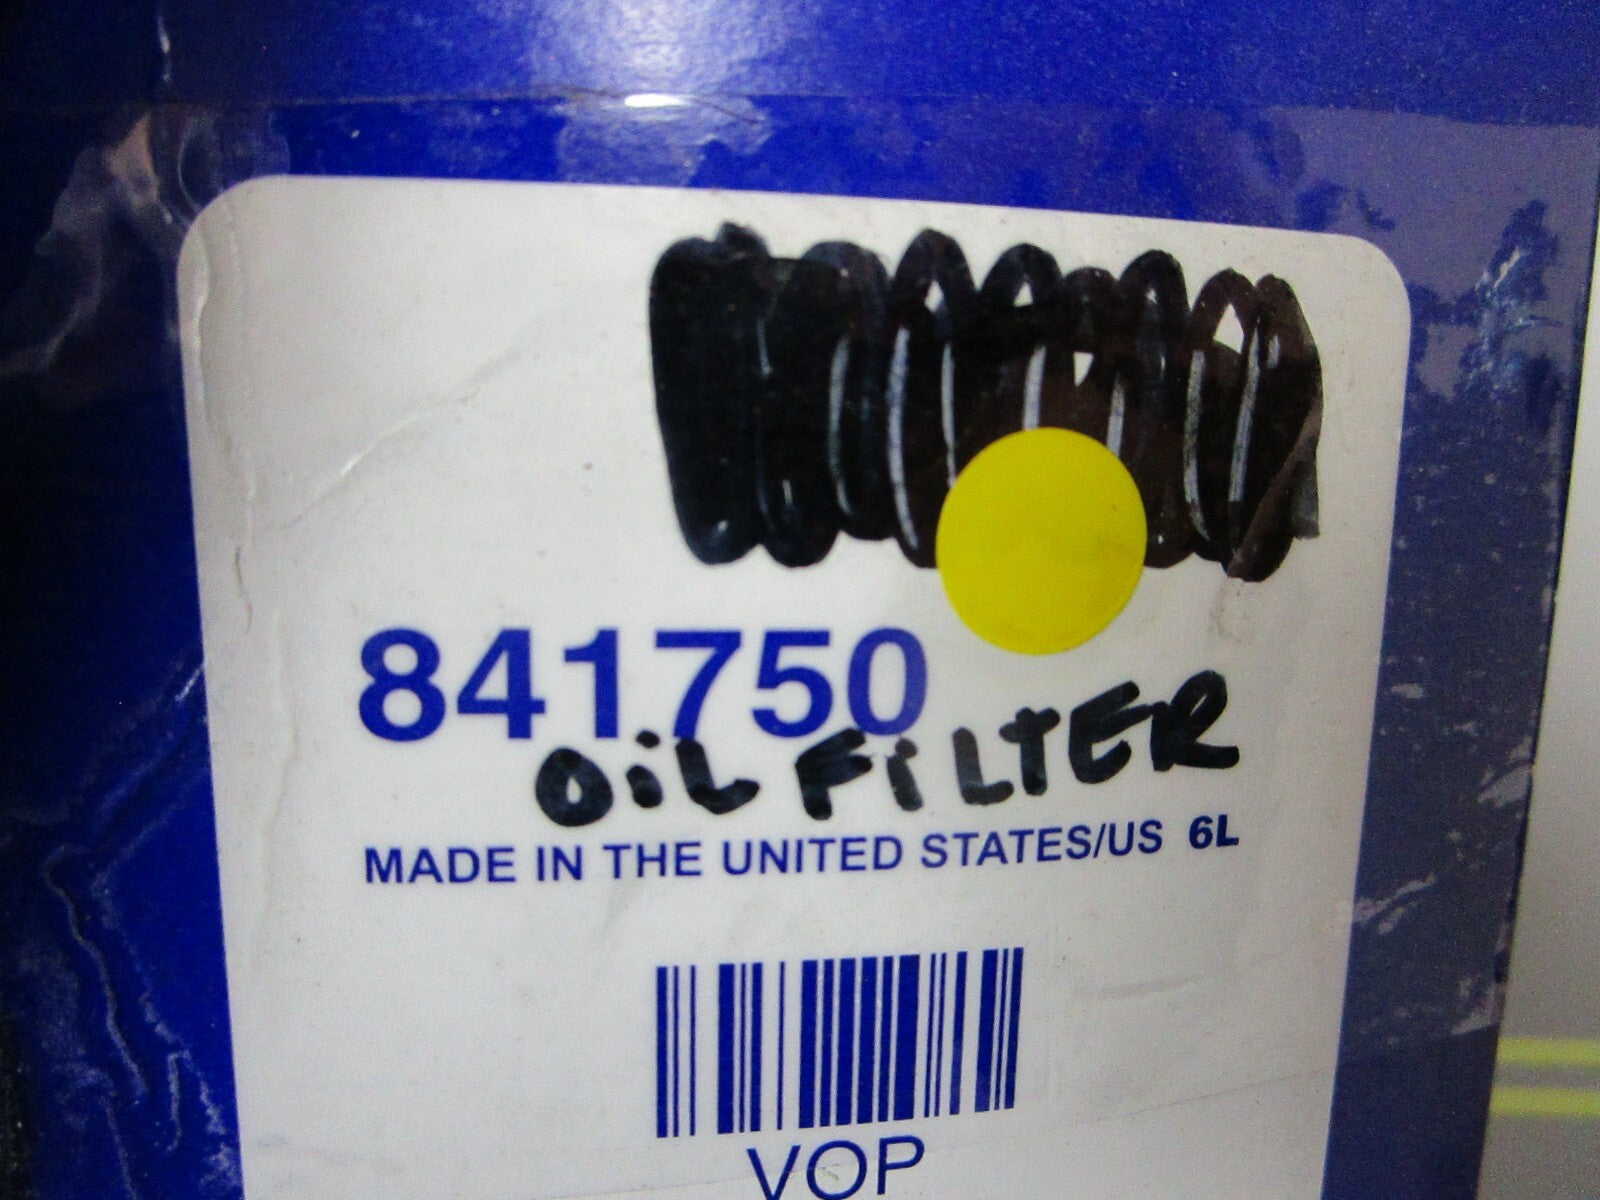 841750
OiL FiLTER
MADE IN THE UNITED STATES/US 6L
VOP